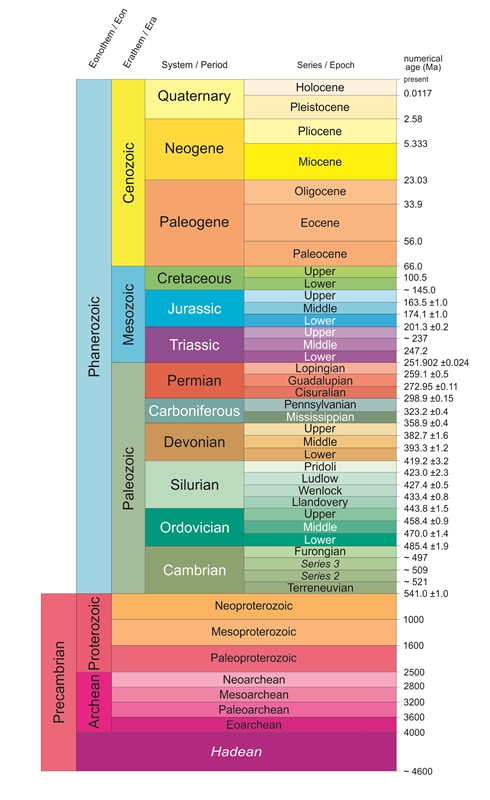 Eonothem / Eon
Erathem / Era
System / Period
Series / Epoch
numerical
age (Ma)
present
Phanerozoic
Cenozoic
Quaternary
Holocene
0.0117
Pleistocene
2.58
Neogene
Pliocene
5.333
Miocene
23.03
Paleogene
Oligocene
33.9
Eocene
56.0
Paleocene
66.0
Mesozoic
Cretaceous
Upper
100.5
Lower
~ 145.0
Jurassic
Upper
163.5 ±1.0
Middle
174.1 ±1.0
Lower
201.3 ±0.2
Triassic
Upper
~ 237
Middle
247.2
Lower
251.902 ±0.024
Paleozoic
Permian
Lopingian
259.1 ±0.5
Guadalupian
272.95 ±0.11
Cisuralian
298.9 ±0.15
Carboniferous
Pennsylvanian
323.2 ±0.4
Mississippian
358.9 ±0.4
Devonian
Upper
382.7 ±1.6
Middle
393.3 ±1.2
Lower
419.2 ±3.2
Silurian
Pridoli
423.0 ±2.3
Ludlow
427.4 ±0.5
Wenlock
433.4 ±0.8
Llandovery
443.8 ±1.5
Ordovician
Upper
458.4 ±0.9
Middle
470.0 ±1.4
Lower
485.4 ±1.9
Cambrian
Furongian
~ 497
Series 3
~ 509
Series 2
~ 521
Terreneuvian
541.0 ±1.0
Precambrian
Proterozoic
Neoproterozoic
1000
Mesoproterozoic
1600
Paleoproterozoic
2500
Archean
Neoarchean
2800
Mesoarchean
3200
Paleoarchean
3600
Eoarchean
4000
Hadean
~ 4600